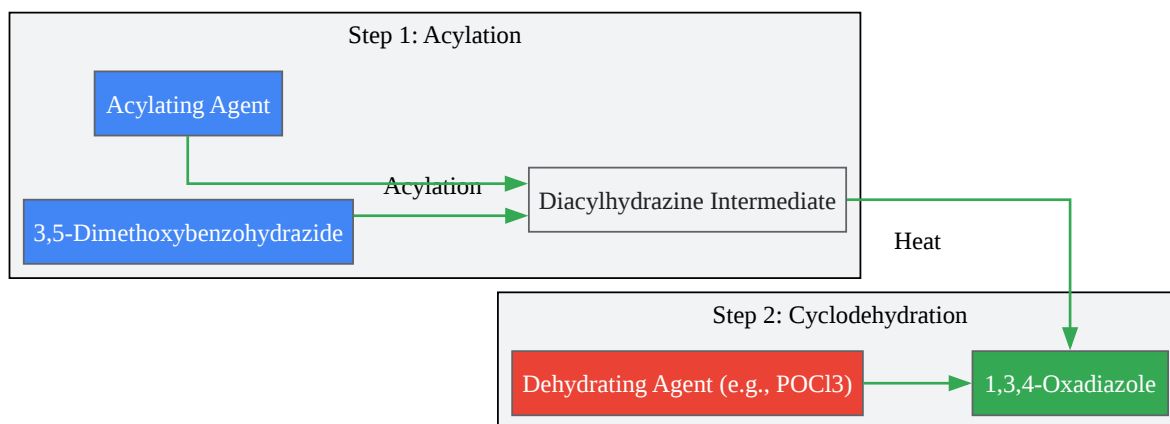 Step 1: Acylation
Acylating Agent
Acylation
Diacylhydrazine Intermediate
3,5-Dimethoxybenzohydrazide
Heat
Step 2: Cyclodehydration
Dehydrating Agent (e.g., POCl3)
1,3,4-Oxadiazole